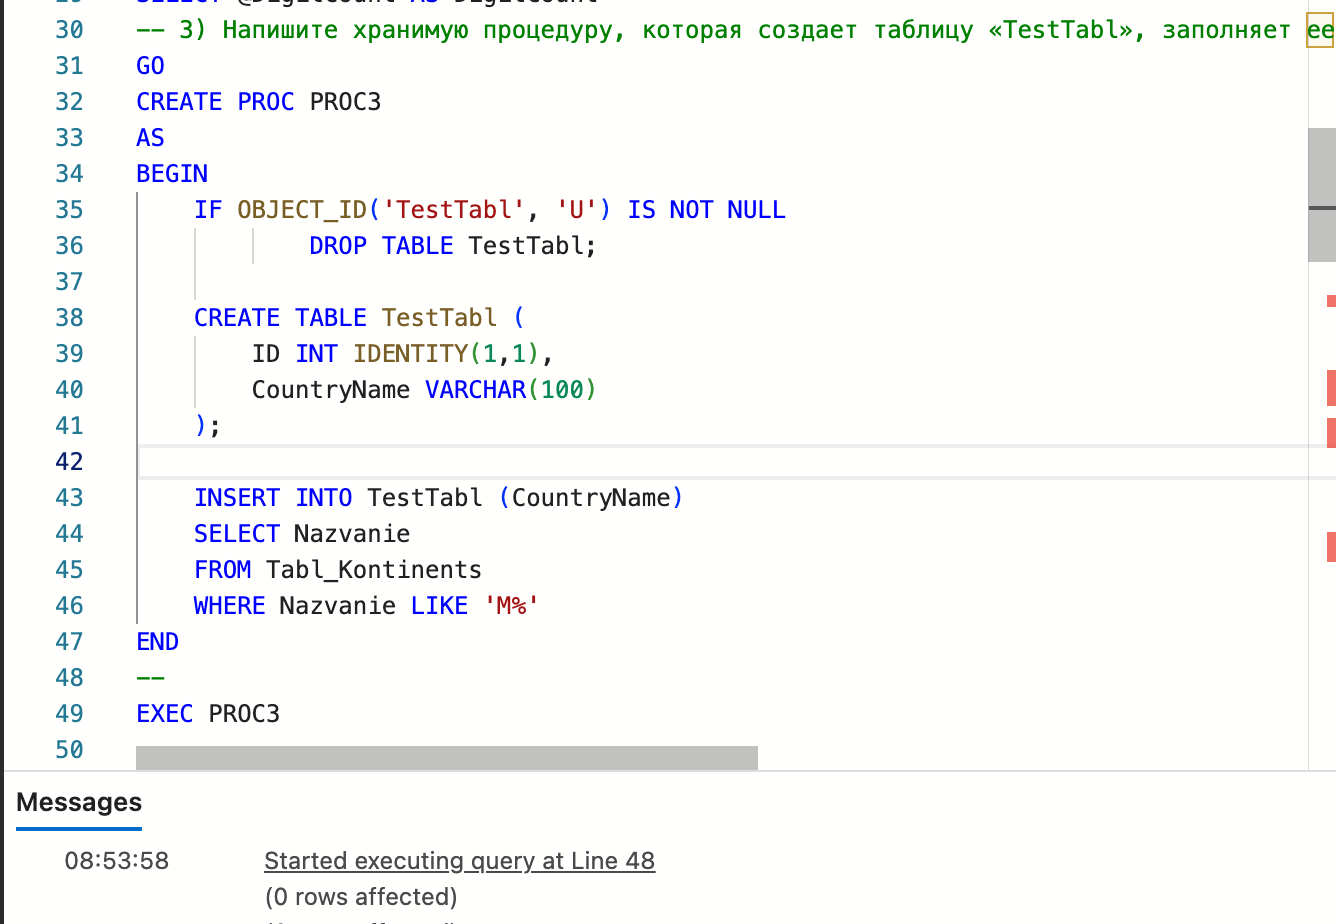 30 -- 3) Напишите хранимую процедуру, которая создает таблицу «TestTabl», заполняет ее
31 GO
32 CREATE PROC PROC3
33 AS
34 BEGIN
35 IF OBJECT_ID('TestTabl', 'U') IS NOT NULL
36 DROP TABLE TestTabl;
37
38 CREATE TABLE TestTabl (
39 ID INT IDENTITY(1,1),
40 CountryName VARCHAR(100)
41 );
42
43 INSERT INTO TestTabl (CountryName)
44 SELECT Nazvanie
45 FROM Tabl_Kontinents
46 WHERE Nazvanie LIKE 'M%'
47 END
48 --
49 EXEC PROC3
50
Messages
08:53:58 Started executing query at Line 48
(0 rows affected)